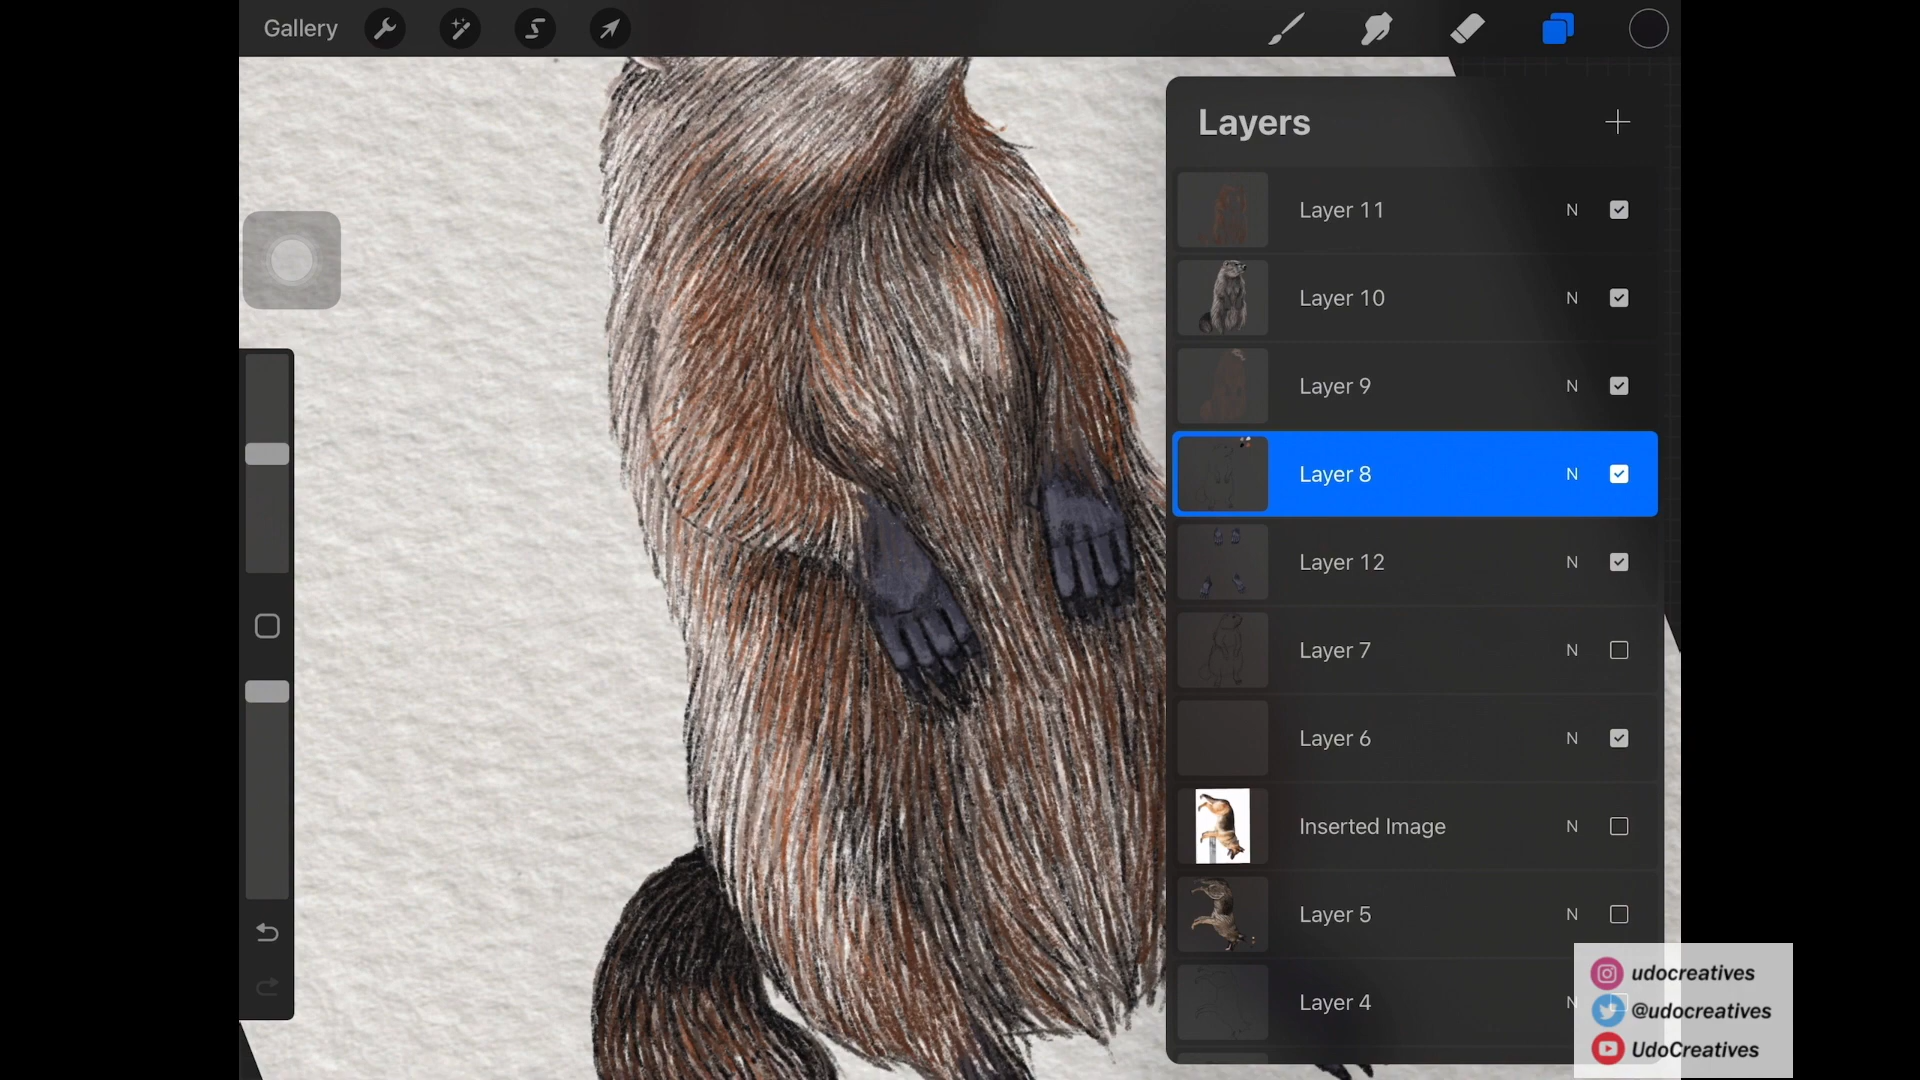 Gallery
Layers
Layer 11 N
Layer 10 N
Layer 9 N
Layer 8 N
Layer 12 N
Layer 7 N
Layer 6 N
Inserted Image N
Layer 5 N
Layer 4 N
udocreatives
@udocreatives
UdoCreatives